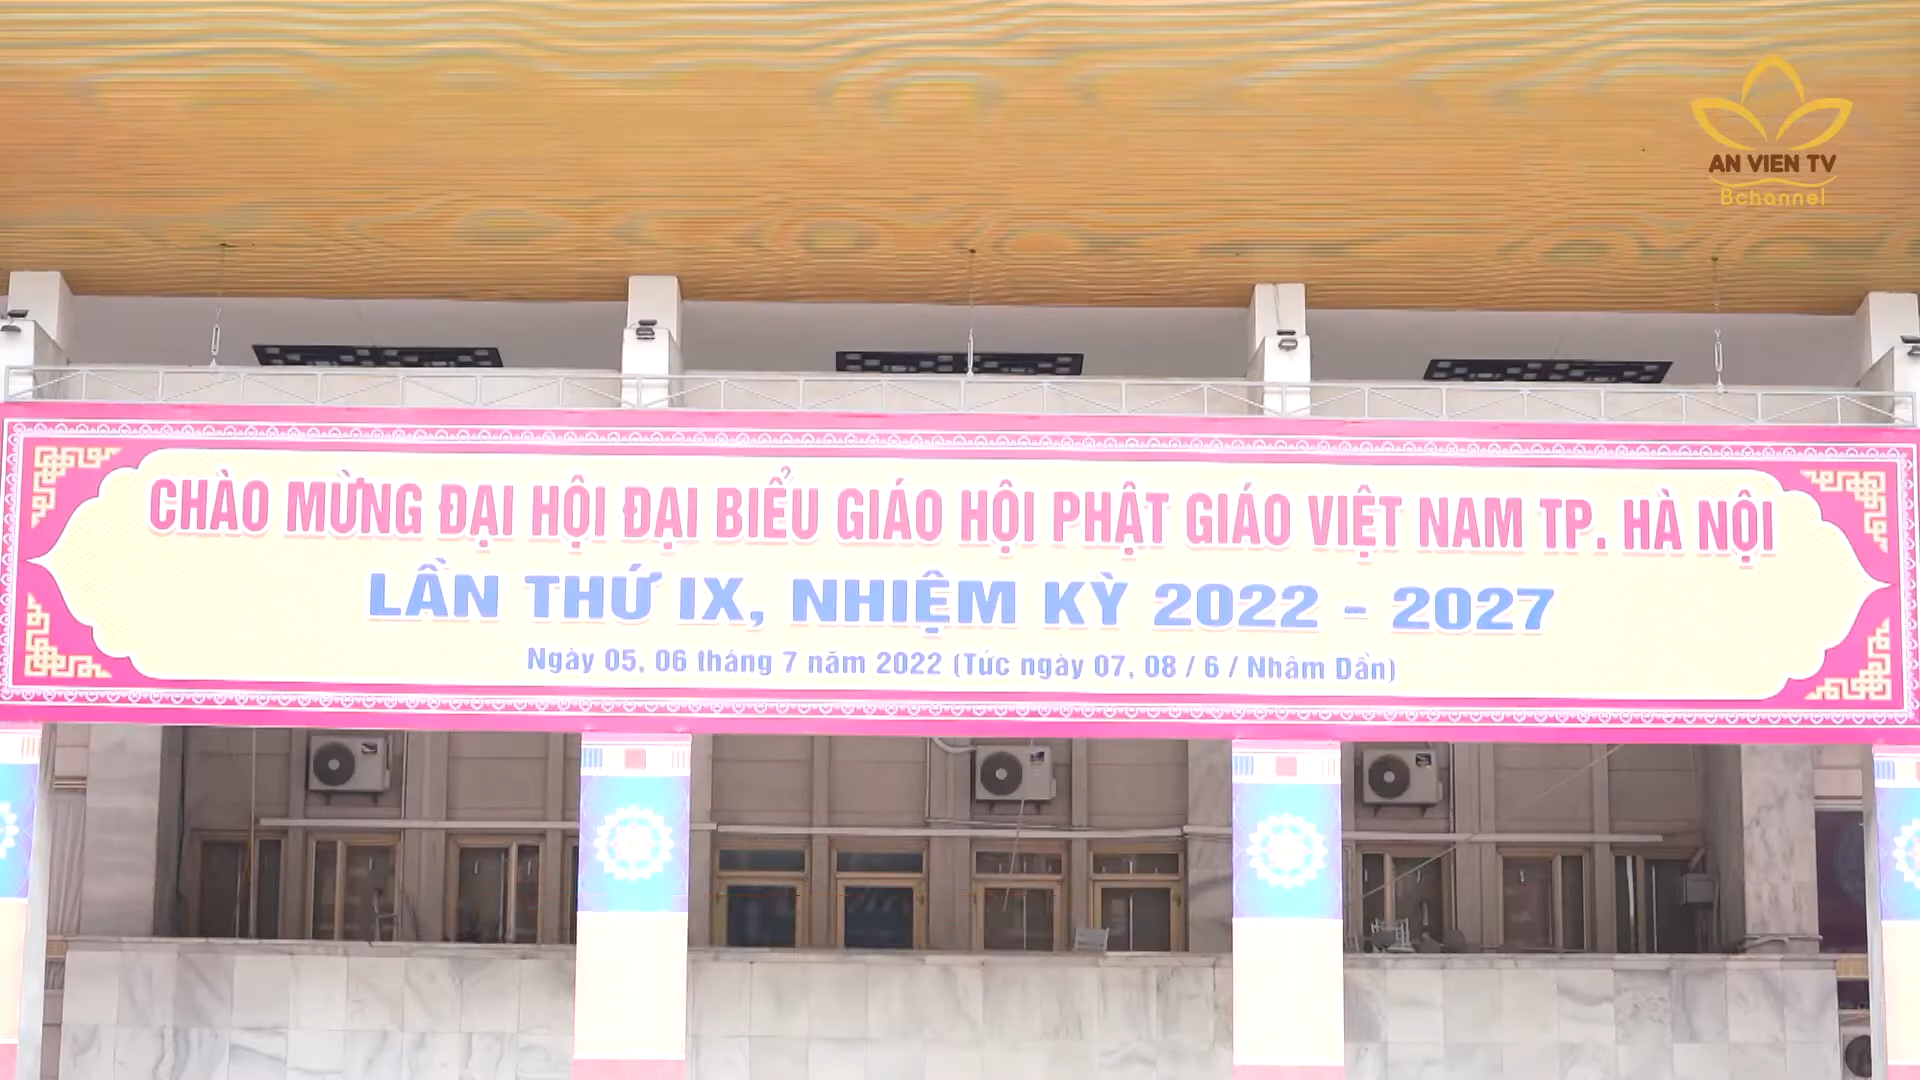 AN VIEN TV
Bchannel
CHÀO MỪNG ĐẠI HỘI ĐẠI BIỂU GIÁO HỘI PHẬT GIÁO VIỆT NAM TP. HÀ NỘI
LẦN THỨ IX, NHIỆM KỲ 2022 - 2027
Ngày 05, 06 tháng 7 năm 2022 (Tức ngày 07, 08 / 6 / Nhâm Dần)